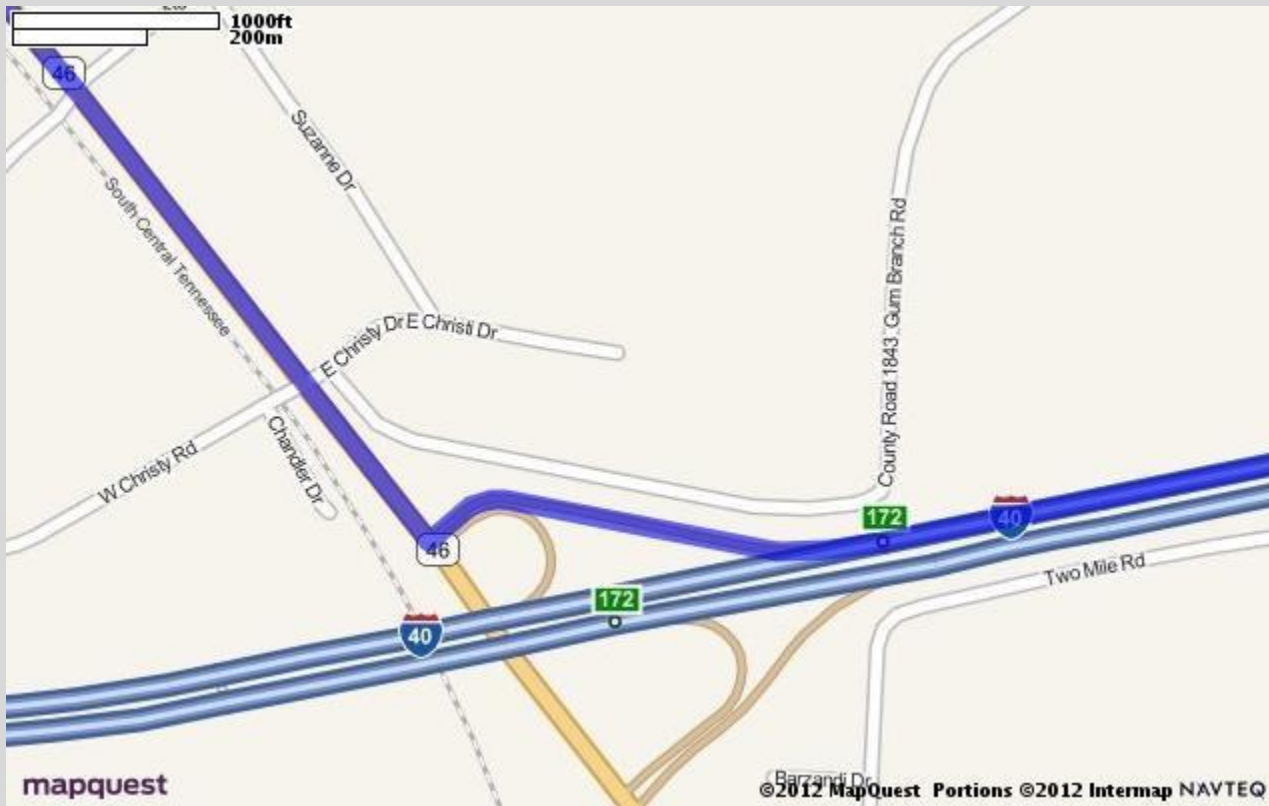 1000ft
200m
46
Suzanne Dr
South Central Tennessee
County Road 1843 Gum Branch Rd
E Christy Dr
E Christi Dr
W Christy Rd
Chandler Dr
46
172
40
172
40
Two Mile Rd
Barzandi Dr
mapquest
©2012 MapQuest Portions ©2012 Intermap NAVTEQ